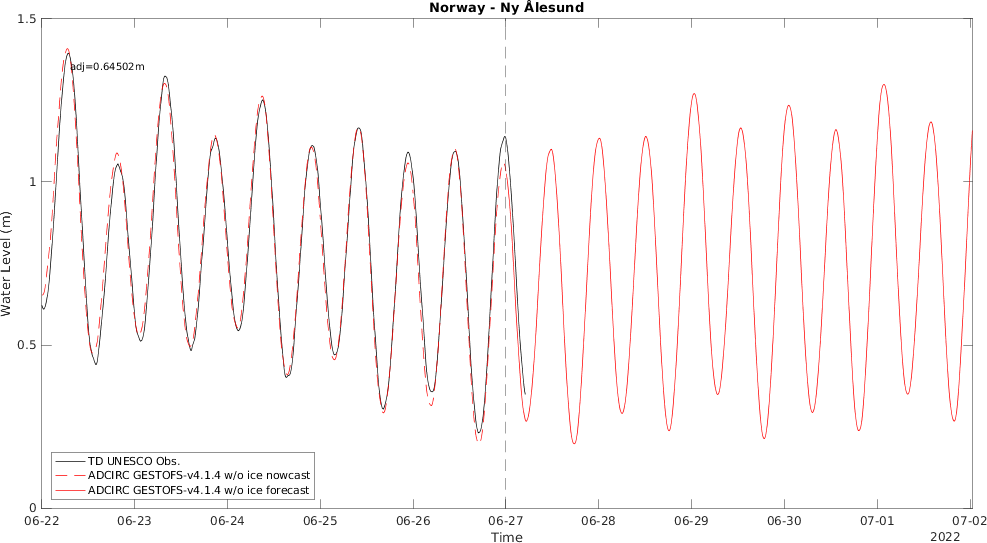 Norway - Ny Ålesund
1.5
adj=0.64502m
1
Water Level (m)
0.5
TD UNESCO Obs.
ADCIRC GESTOFS-v4.1.4 w/o ice nowcast
ADCIRC GESTOFS-v4.1.4 w/o ice forecast
0
06-22 06-23 06-24 06-25 06-26 06-27 06-28 06-29 06-30 07-01 07-02
Time
2022